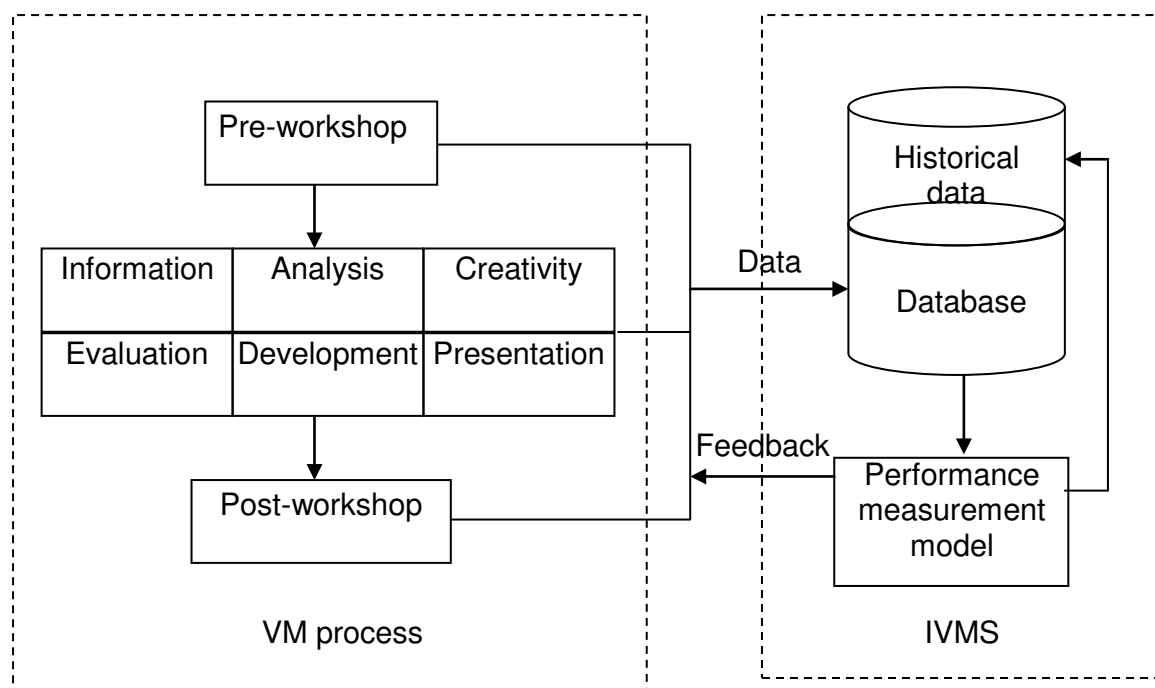 Pre-workshop
Information
Analysis
Creativity
Evaluation
Development
Presentation
Post-workshop
VM process
Data
Feedback
Historical
data
Database
Performance
measurement
model
IVMS